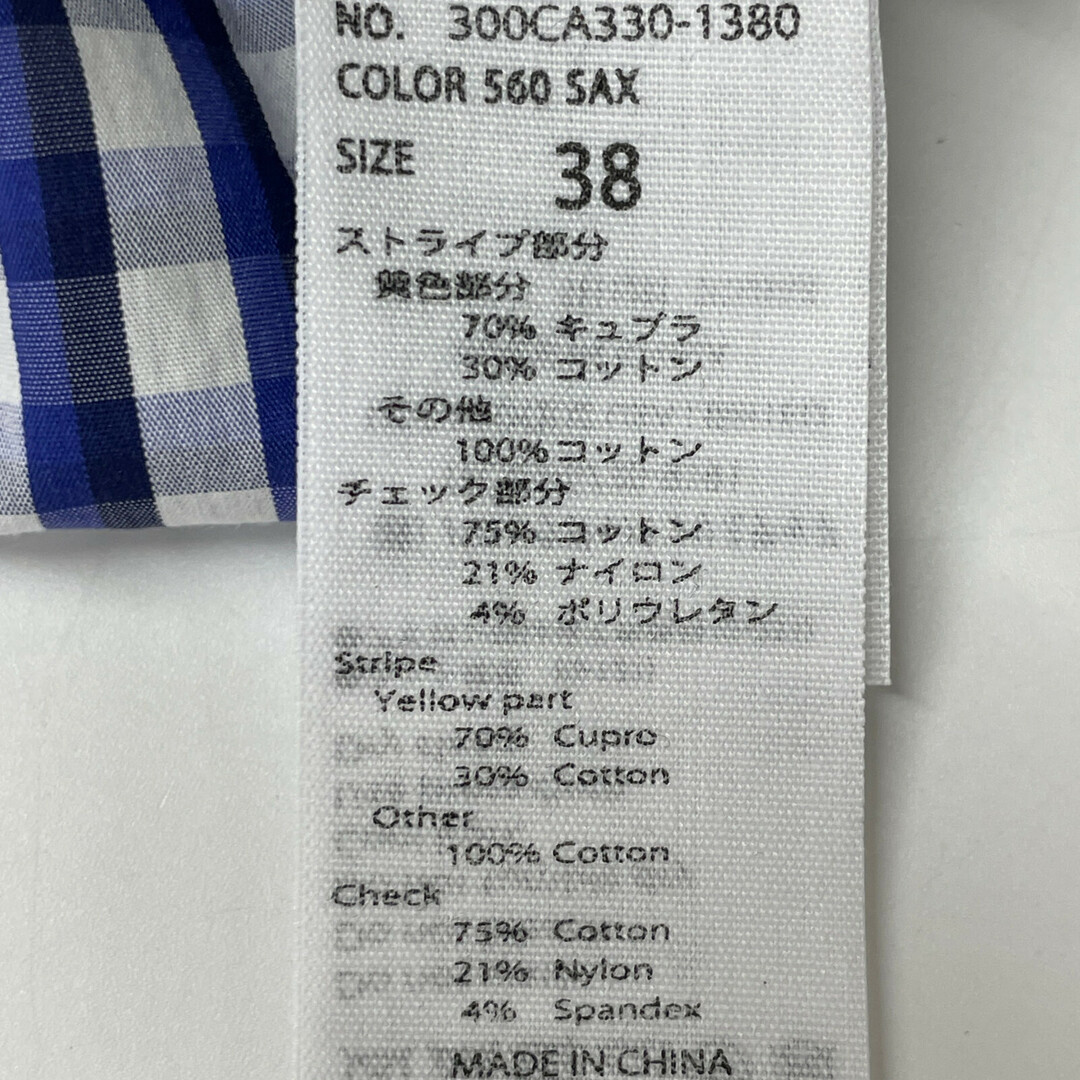 NO. 300CA330-1380
COLOR 560 SAX
SIZE 38
ストライプ部分
黄色部分
70% キュプラ
30% コットン
その他
100% コットン
チェック部分
75% コットン
21% ナイロン
4% ポリウレタン
Stripe
Yellow part
70% Cupro
30% Cotton
Other
100% Cotton
Check
75% Cotton
21% Nylon
4% Spandex
MADE IN CHINA